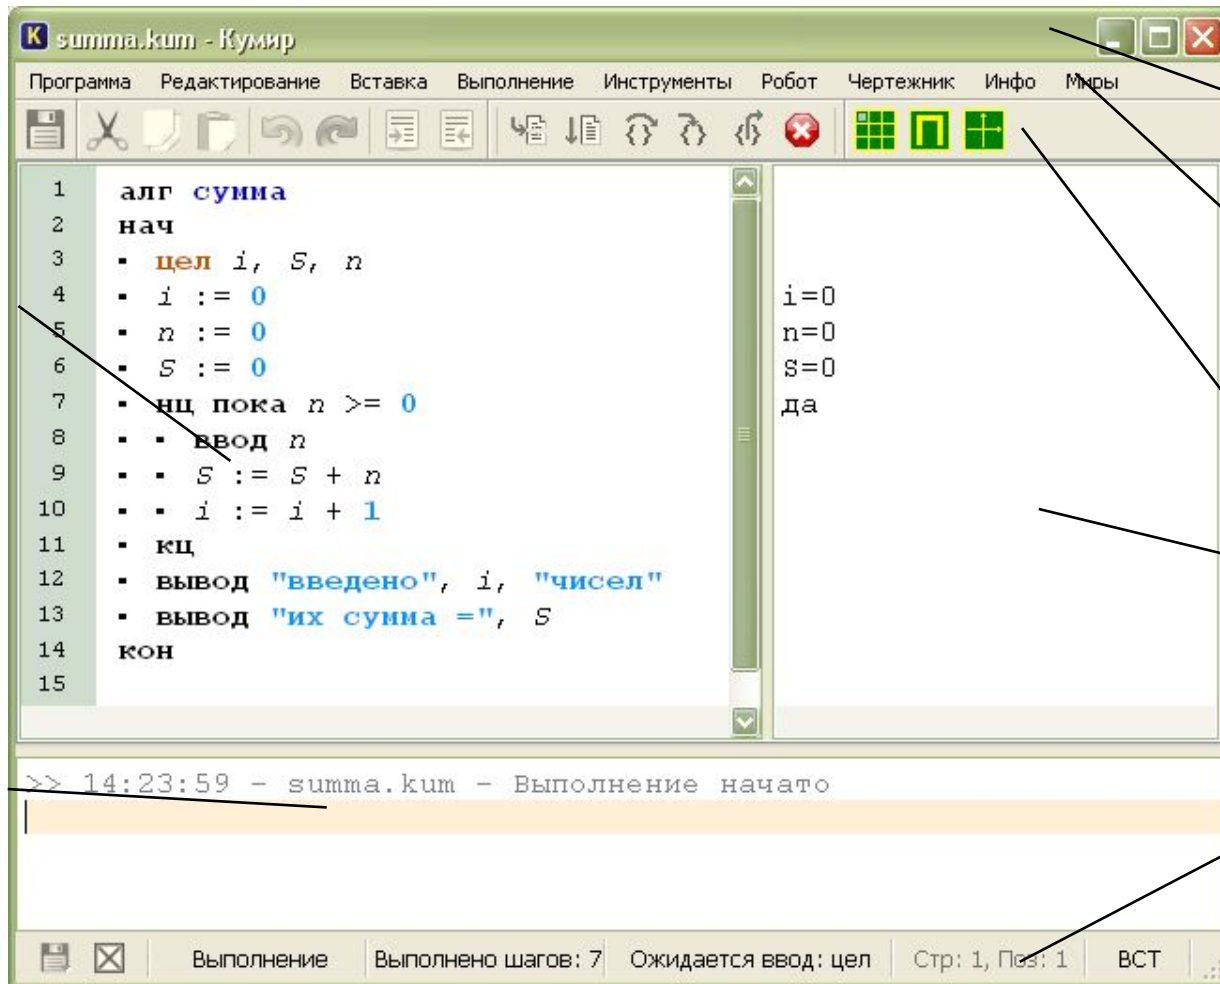 summa.kum - Кумир
Программа Редактирование Вставка Выполнение Инструменты Робот Чертежник Инфо Миры
1 алг сумма
2 нач
3 ▪ цел i, S, n
4 ▪ i := 0 i=0
5 ▪ n := 0 n=0
6 ▪ S := 0 S=0
7 ▪ нц пока n >= 0 да
8 ▪ ▪ ввод n
9 ▪ ▪ S := S + n
10 ▪ ▪ i := i + 1
11 ▪ кц
12 ▪ вывод "введено", i, "чисел"
13 ▪ вывод "их сумма =", S
14 кон
15
>> 14:23:59 - summa.kum - Выполнение начато
Выполнение Выполнено шагов: 7 Ожидается ввод: цел Стр: 1, Поз: 1 ВСТ